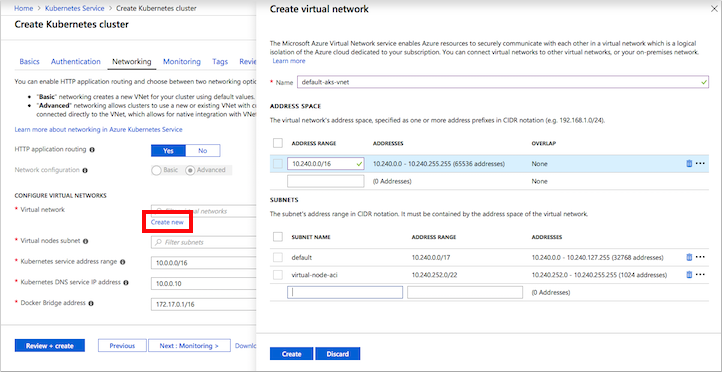 Home > Kubernetes Service > Create Kubernetes cluster
Create Kubernetes cluster
Basics Authentication Networking Monitoring Tags
You can enable HTTP application routing and choose between two networking
• "Basic" networking creates a new VNet for your cluster using default values.
• "Advanced" networking allows clusters to use a new or existing VNet with
connected directly to the VNet, which allows for native integration with
Learn more about networking in Azure Kubernetes Service
HTTP application routing Yes No
Network configuration Basic Advanced
CONFIGURE VIRTUAL NETWORKS
* Virtual network networks
Create new
* Virtual nodes subnet Filter subnets
* Kubernetes service address range 10.0.0.0/16
* Kubernetes DNS service IP address 10.0.0.10
* Docker Bridge address 172.17.0.1/16
Review + create Previous Next : Monitoring >
Create virtual network
The Microsoft Azure Virtual Network service enables Azure resources to securely communicate with each other in a virtual network which is a logical
isolation of the Azure cloud dedicated to your subscription. You can connect virtual networks to other virtual networks, or your on-premises network.
Learn more
* Name default-aks-vnet
ADDRESS SPACE
The virtual network's address space, specified as one or more address prefixes in CIDR notation (e.g. 192.168.1.0/24).
ADDRESS RANGE ADDRESSES OVERLAP
10.240.0.0/16 10.240.0.0 - 10.240.255.255 (65536 addresses) None
(0 Addresses) None
SUBNETS
The subnet's address range in CIDR notation. It must be contained by the address space of the virtual network.
SUBNET NAME ADDRESS RANGE ADDRESSES
default 10.240.0.0/17 10.240.0.0 - 10.240.127.255 (32768 addresses)
virtual-node-aci 10.240.252.0/22 10.240.252.0 - 10.240.255.255 (1024 addresses)
(0 Addresses)
Create Discard